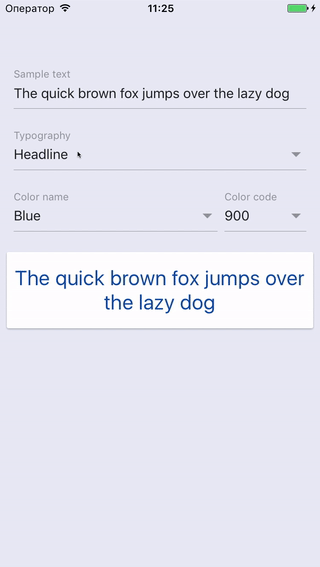 Оператор 11:25
Sample text
The quick brown fox jumps over the lazy dog
Typography
Headline
Color name Color code
Blue 900
The quick brown fox jumps over
the lazy dog